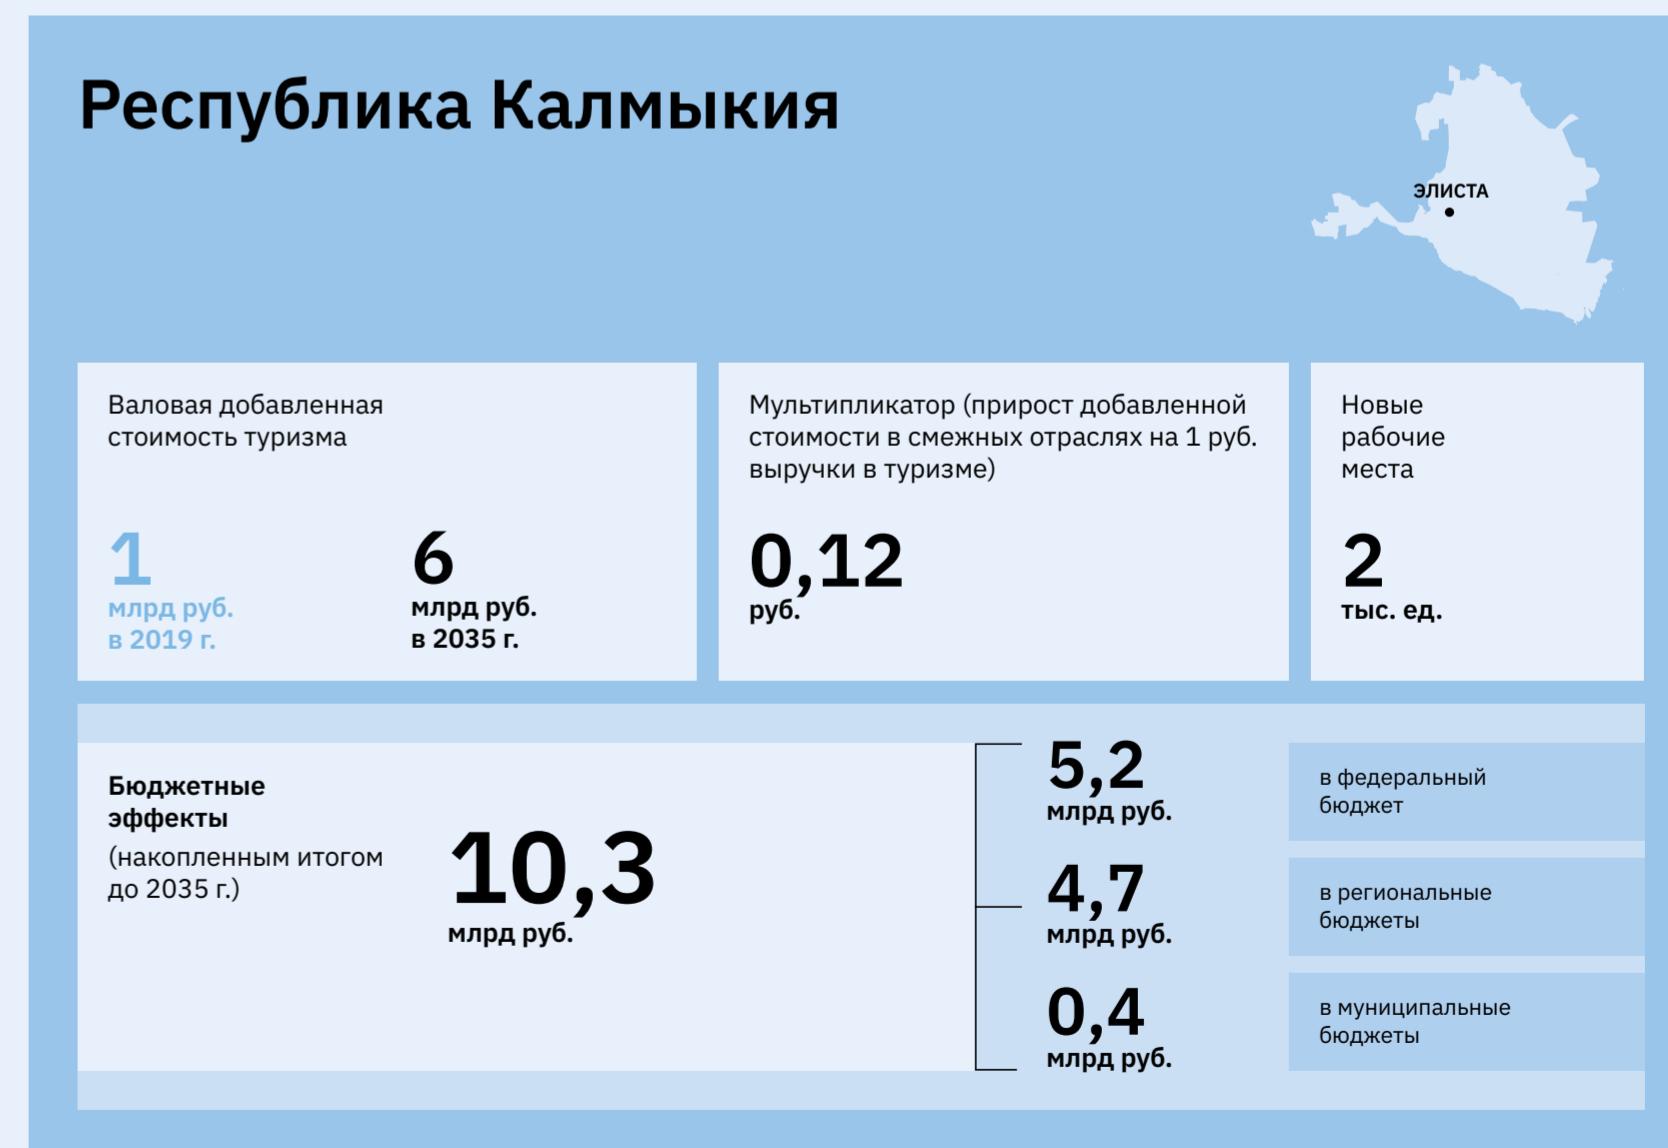 Республика Калмыкия
ЭЛИСТА
Валовая добавленная
стоимость туризма
1
млрд руб.
в 2019 г.
6
млрд руб.
в 2035 г.
Мультипликатор (прирост добавленной
стоимости в смежных отраслях на 1 руб.
выручки в туризме)
0,12
руб.
Новые
рабочие
места
2
тыс. ед.
Бюджетные
эффекты
(накопленным итогом
до 2035 г.)
10,3
млрд руб.
5,2
млрд руб.
в федеральный
бюджет
4,7
млрд руб.
в региональные
бюджеты
0,4
млрд руб.
в муниципальные
бюджеты